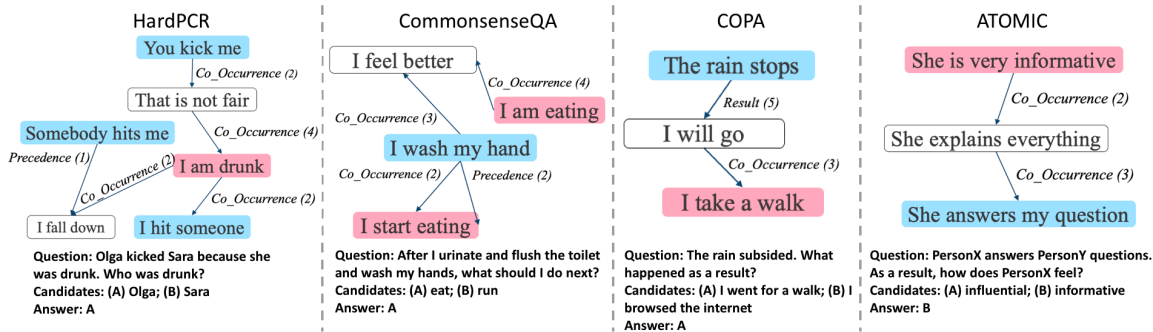 HardPCR
You kick me
Co_Occurrence (2)
That is not fair
Co_Occurrence (4)
Somebody hits me
Precedence (1)
Co_Occurrence (2)
I am drunk
Co_Occurrence (2)
I fall down
I hit someone
Question: Olga kicked Sara because she
was drunk. Who was drunk?
Candidates: (A) Olga; (B) Sara
Answer: A
CommonsenseQA
I feel better
Co_Occurrence (4)
I am eating
Co_Occurrence (3)
I wash my hand
Co_Occurrence (2)
Precedence (2)
I start eating
Question: After I urinate and flush the toilet
and wash my hands, what should I do next?
Candidates: (A) eat; (B) run
Answer: A
COPA
The rain stops
Result (5)
I will go
Co_Occurrence (3)
I take a walk
Question: The rain subsided. What
happened as a result?
Candidates: (A) I went for a walk; (B) I
browsed the internet
Answer: A
ATOMIC
She is very informative
Co_Occurrence (2)
She explains everything
Co_Occurrence (3)
She answers my question
Question: PersonX answers PersonY questions.
As a result, how does PersonX feel?
Candidates: (A) influential; (B) informative
Answer: B